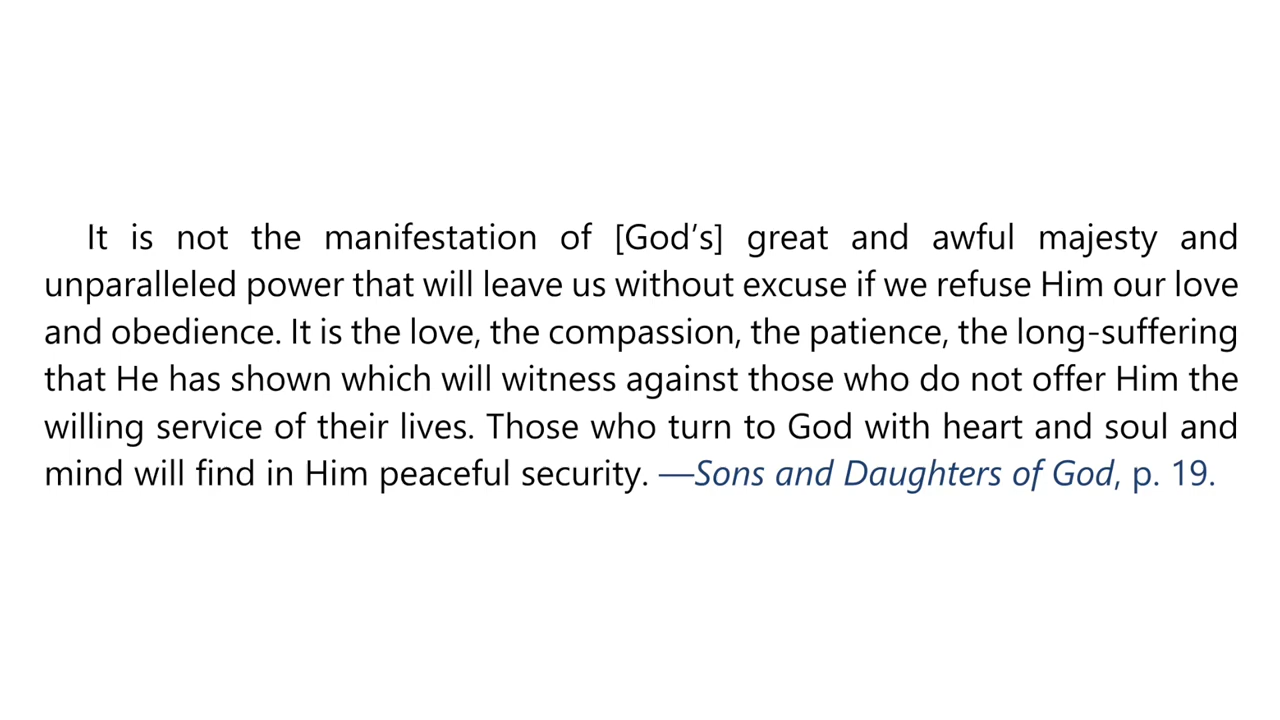 It is not the manifestation of [God’s] great and awful majesty and
unparalleled power that will leave us without excuse if we refuse Him our love
and obedience. It is the love, the compassion, the patience, the long-suffering
that He has shown which will witness against those who do not offer Him the
willing service of their lives. Those who turn to God with heart and soul and
mind will find in Him peaceful security. —Sons and Daughters of God, p. 19.